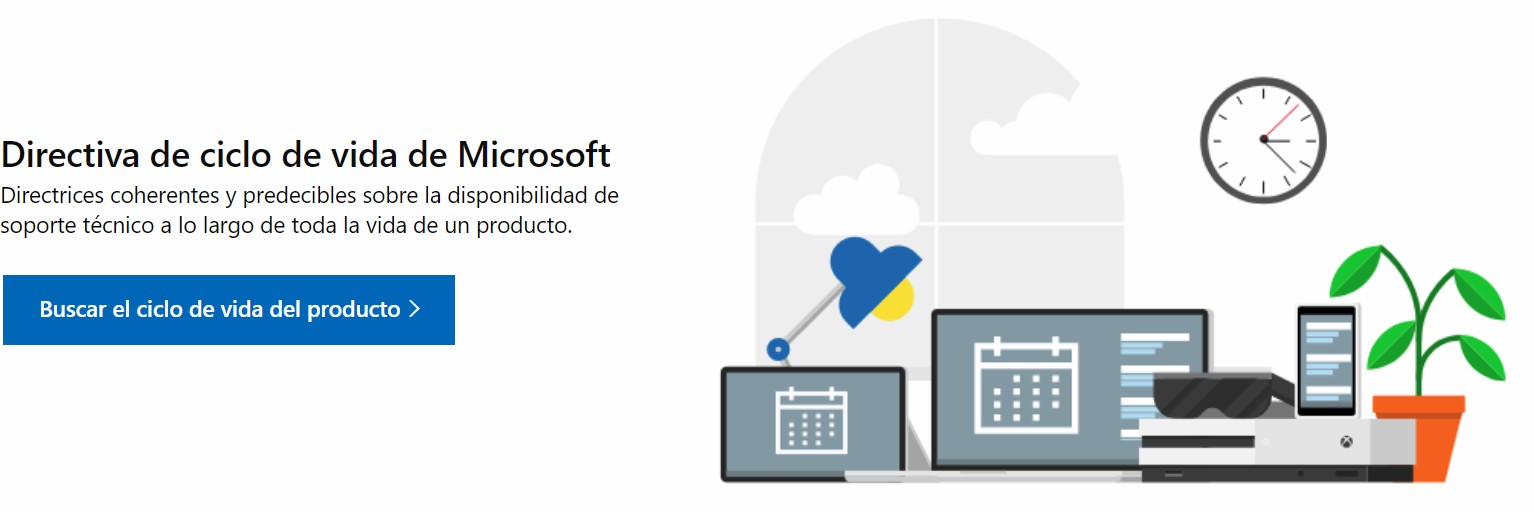 Directiva de ciclo de vida de Microsoft
Directrices coherentes y predecibles sobre la disponibilidad de
soporte técnico a lo largo de toda la vida de un producto.
Buscar el ciclo de vida del producto >